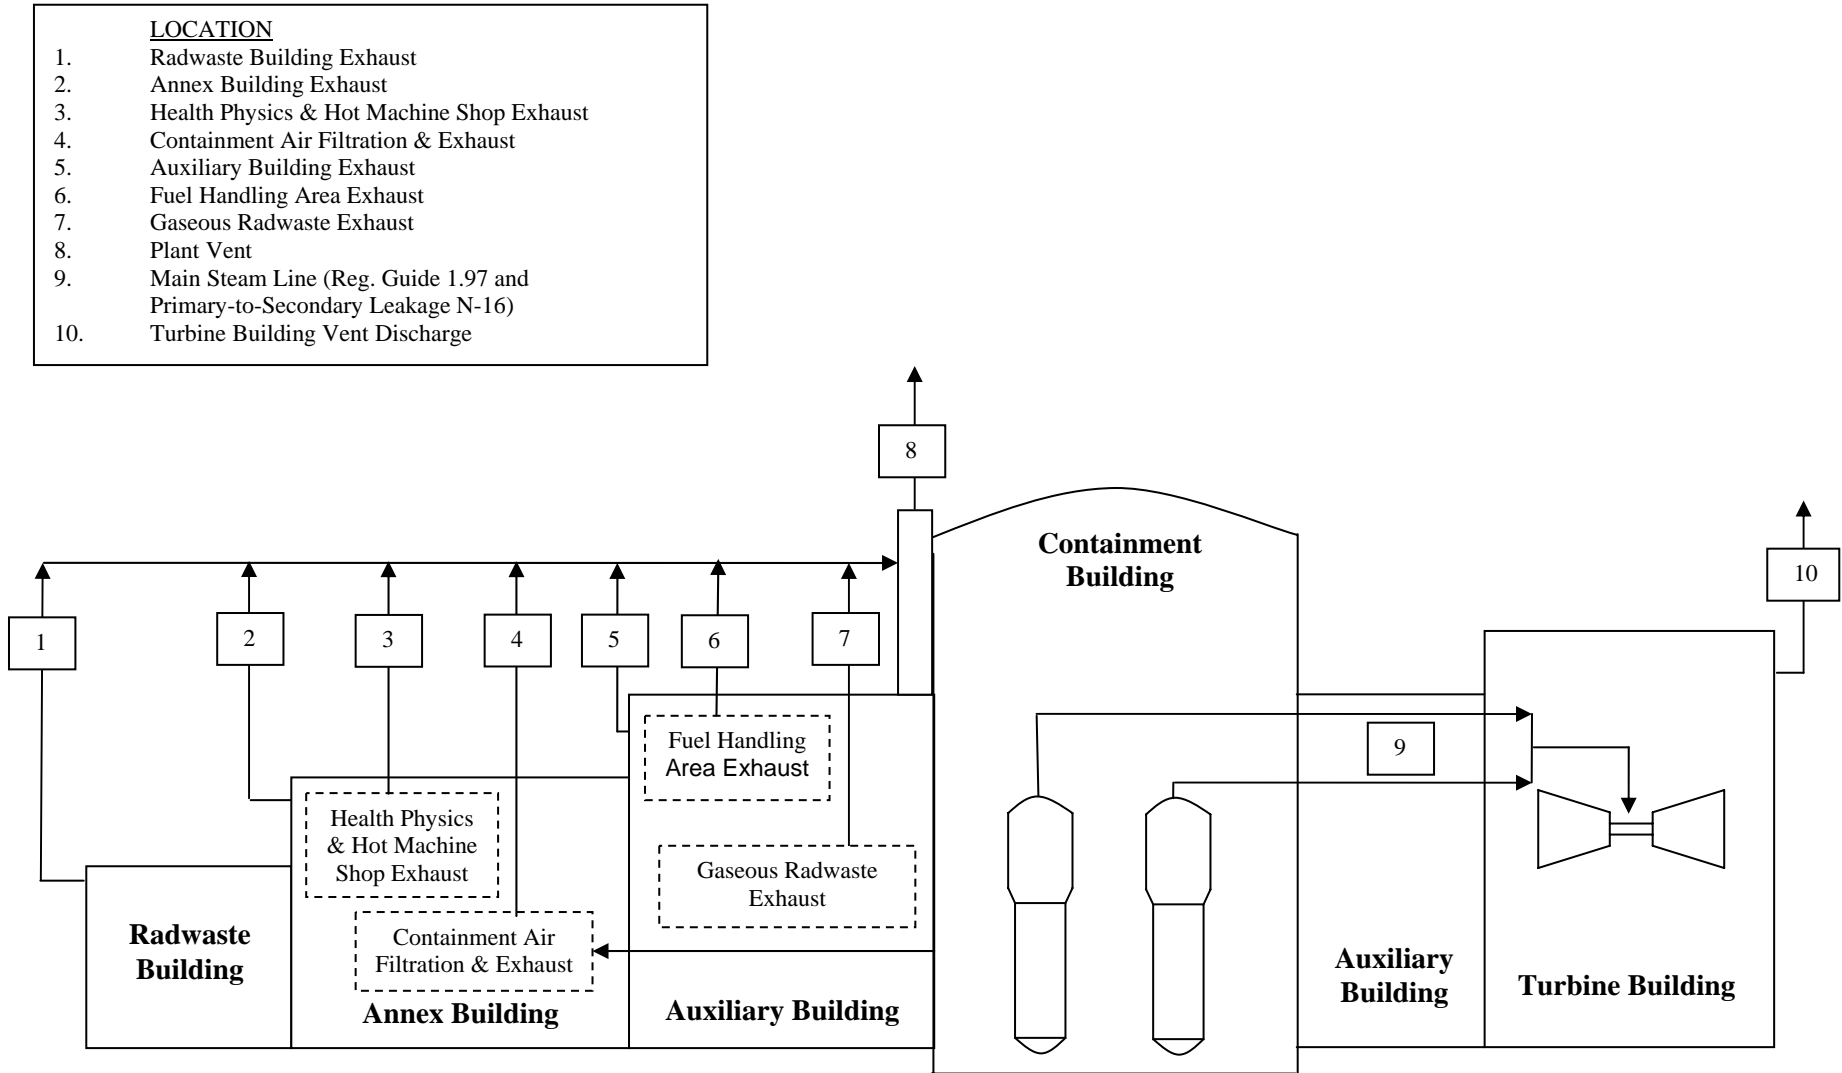 LOCATION
1. Radwaste Building Exhaust
2. Annex Building Exhaust
3. Health Physics & Hot Machine Shop Exhaust
4. Containment Air Filtration & Exhaust
5. Auxiliary Building Exhaust
6. Fuel Handling Area Exhaust
7. Gaseous Radwaste Exhaust
8. Plant Vent
9. Main Steam Line (Reg. Guide 1.97 and
Primary-to-Secondary Leakage N-16)
10. Turbine Building Vent Discharge
8
Containment
Building
10
1
2
3
4
5
6
7
Fuel Handling
Area Exhaust
9
Health Physics
& Hot Machine
Shop Exhaust
Gaseous Radwaste
Exhaust
Radwaste
Building
Containment Air
Filtration & Exhaust
Annex Building
Auxiliary Building
Auxiliary
Building
Turbine Building